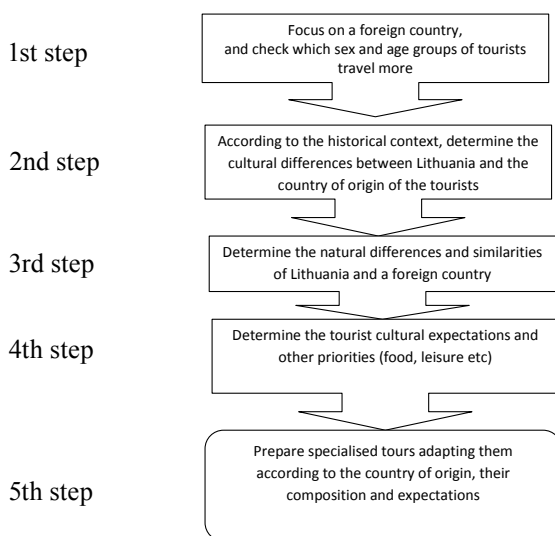 Focus on a foreign country,
and check which sex and age groups of tourists
travel more
1st step
According to the historical context, determine the
cultural differences between Lithuania and the
country of origin of the tourists
2nd step
Determine the natural differences and similarities
of Lithuania and a foreign country
3rd step
Determine the tourist cultural expectations and
other priorities (food, leisure etc)
4th step
Prepare specialised tours adapting them
according to the country of origin, their
composition and expectations
5th step